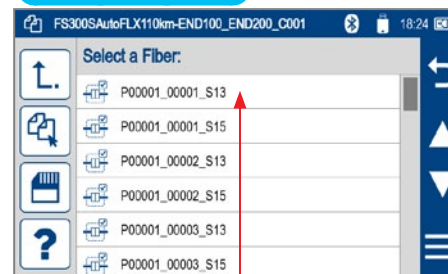 FS300SAutoFLX110km-END100_END200_C001 18:24
Select a Fiber:
P00001_00001_S13
P00001_00001_S15
P00001_00002_S13
P00001_00002_S15
P00001_00003_S13
P00001_00003_S15
?